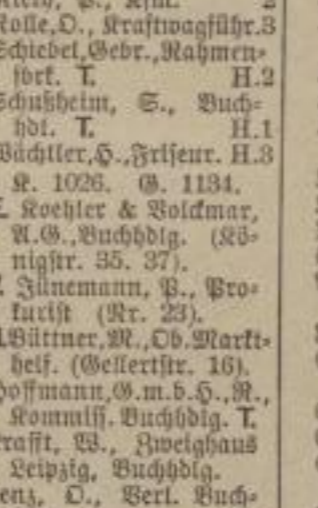 Kolle, O., Kraftwagführ. 3
Schiebel, Gebr., Rahmen-
fbrk. T. H. 2
Schußheim, S., Buch-
hdl. T. H. 1
Wächtler, H., Friseur. H. 3
K. 1026. G. 1134.
Koehler & Volckmar,
A.G., Buchhdlg. (Kö-
nigstr. 35. 37).
Jünemann, P., Pro-
kurist (Nr. 23).
Büttner, M., Ob. Markt-
helf. (Gellertstr. 16).
Hoffmann, G.m.b.H., R.,
Kommiss. Buchhdlg. T.
Krafft, W., Zweighaus
Leipzig, Buchhdlg.
Lenz, O., Verl. Buch-